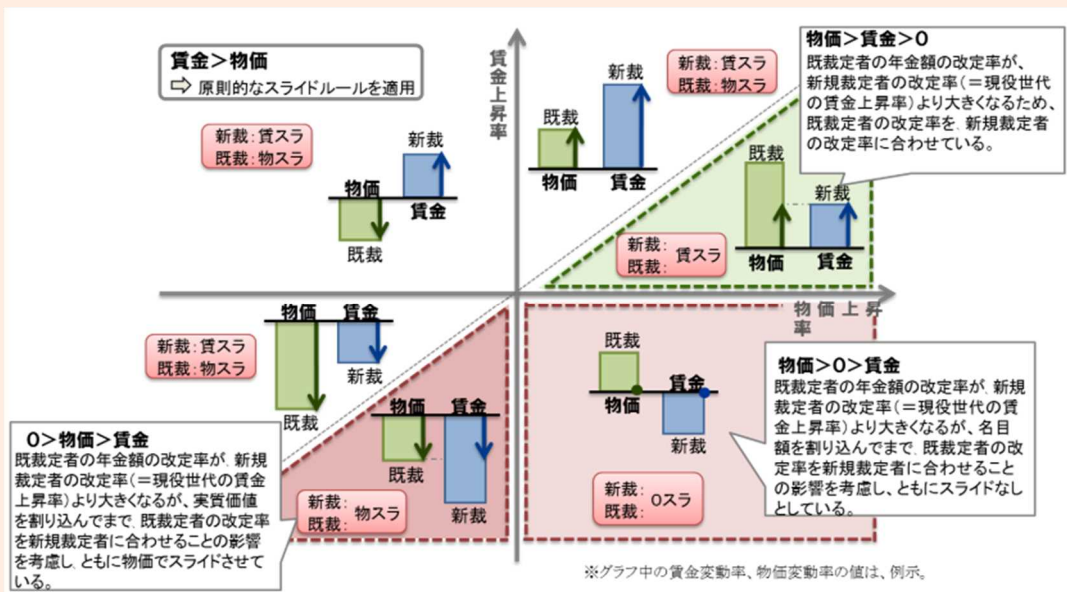 賃金>物価
⇨ 原則的なスライドルールを適用
新裁：賃スラ
既裁：物スラ
物価
既裁
新裁
賃金
賃金上昇率
既裁
物価
新裁
賃金
新裁：賃スラ
既裁：物スラ
物価>賃金>0
既裁定者の年金額の改定率が、
新規裁定者の改定率（＝現役世代
の賃金上昇率）より大きくなるため、
既裁定者の改定率を、新規裁定者
の改定率に合わせている。
既裁
物価
新裁
賃金
新裁：
既裁：
賃スラ
物価上昇
率
物価
賃金
既裁
新裁
新裁：賃スラ
既裁：物スラ
物価
賃金
既裁
新裁
新裁：
既裁：
物スラ
0>物価>賃金
既裁定者の年金額の改定率が、新規
裁定者の改定率（＝現役世代の賃金
上昇率）より大きくなるが、実質価値
を割り込んでまで、既裁定者の改定率
を新規裁定者に合わせることの影響
を考慮し、ともに物価でスライドさせて
いる。
既裁
物価
賃金
新裁
新裁：
既裁：
0スラ
物価>0>賃金
既裁定者の年金額の改定率が、新規
裁定者の改定率（＝現役世代の賃
金上昇率）より大きくなるが、名目
額を割り込んでまで、既裁定者の改
定率を新規裁定者に合わせること
の影響を考慮し、ともにスライドなし
としている。
※グラフ中の賃金変動率、物価変動率の値は、例示。